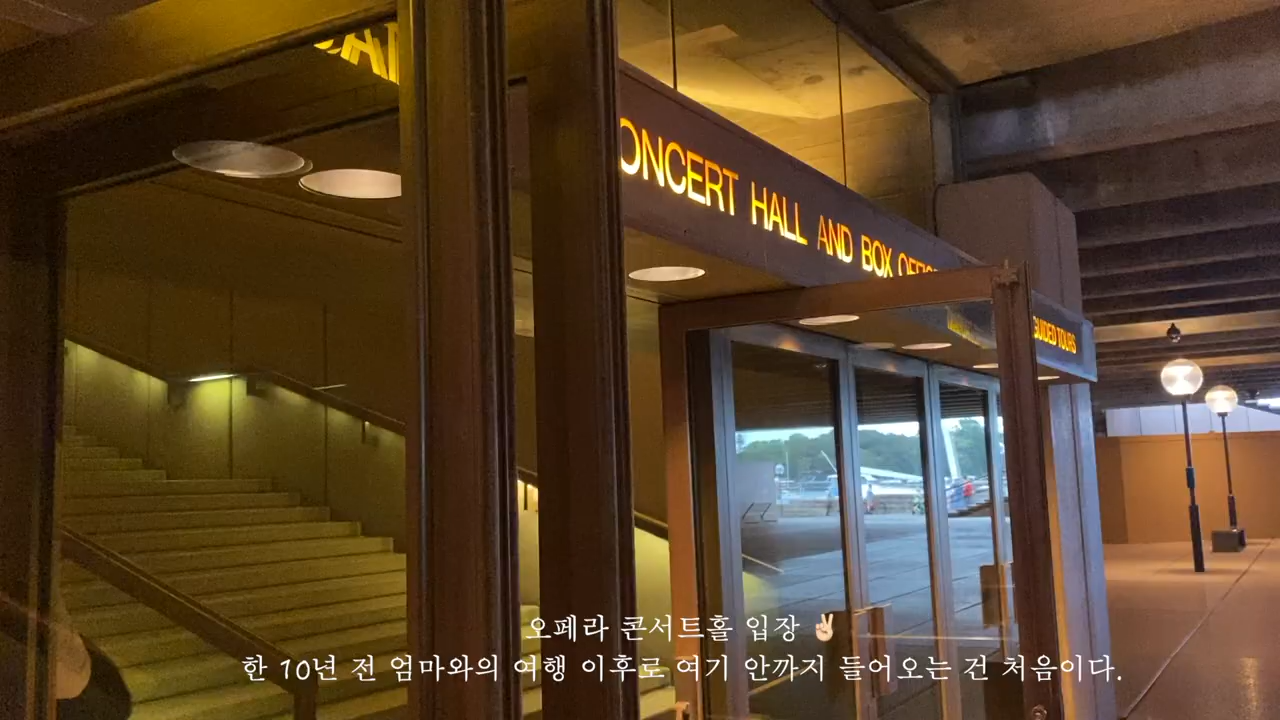 ONCERT HALL AND BOX OFFICE
GUIDED TOURS
오페라 콘서트홀 입장 ✌🏻
한 10년 전 엄마와의 여행 이후로 여기 안까지 들어오는 건 처음이다.